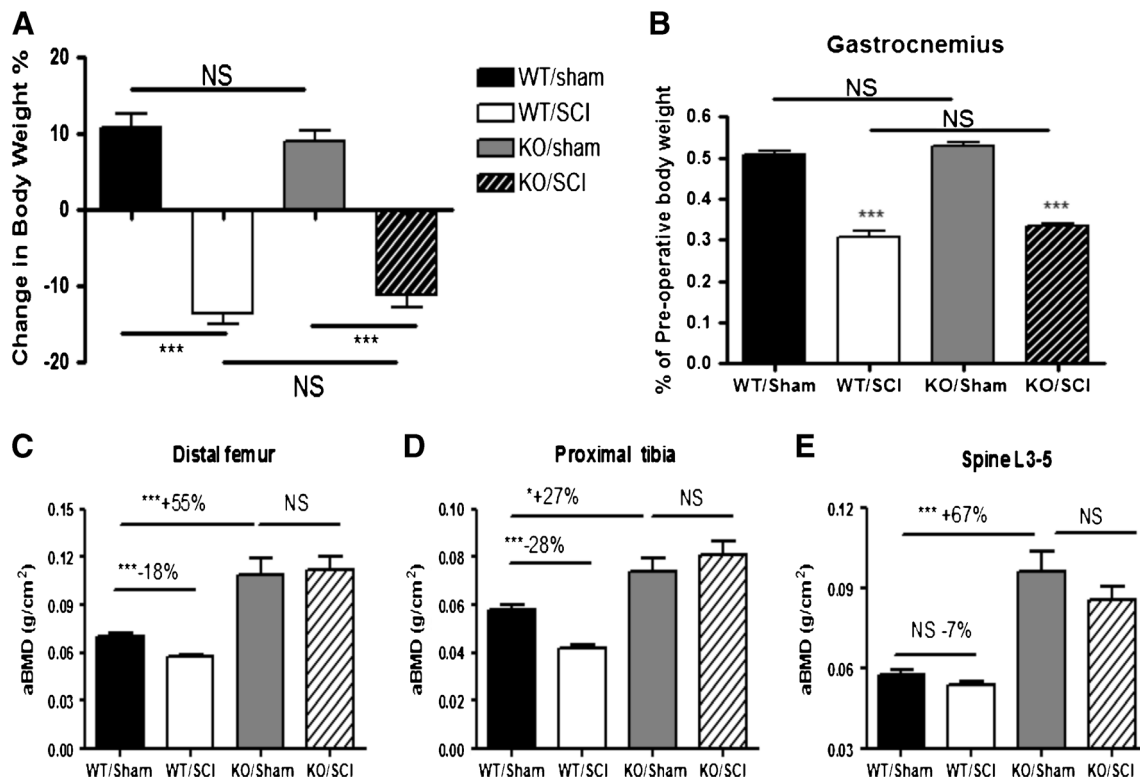 A
Change in Body Weight %
20
10
0
-10
-20
NS
***
***
NS
WT/sham
WT/SCI
KO/sham
KO/SCI
B
Gastrocnemius
% of Pre-operative body weight
0.6
0.5
0.4
0.3
0.2
0.1
0.0
NS
NS
***
***
WT/Sham WT/SCI KO/Sham KO/SCI
C
Distal femur
aBMD (g/cm²)
0.15
0.12
0.09
0.06
0.03
0.00
***+55%
NS
***-18%
WT/Sham WT/SCI KO/Sham KO/SCI
D
Proximal tibia
aBMD (g/cm²)
0.10
0.08
0.06
0.04
0.02
0.00
*+27%
NS
***-28%
WT/Sham WT/SCI KO/Sham KO/SCI
E
Spine L3-5
aBMD (g/cm²)
0.12
0.09
0.06
0.03
*** +67%
NS
NS -7%
WT/Sham WT/SCI KO/Sham KO/SCI